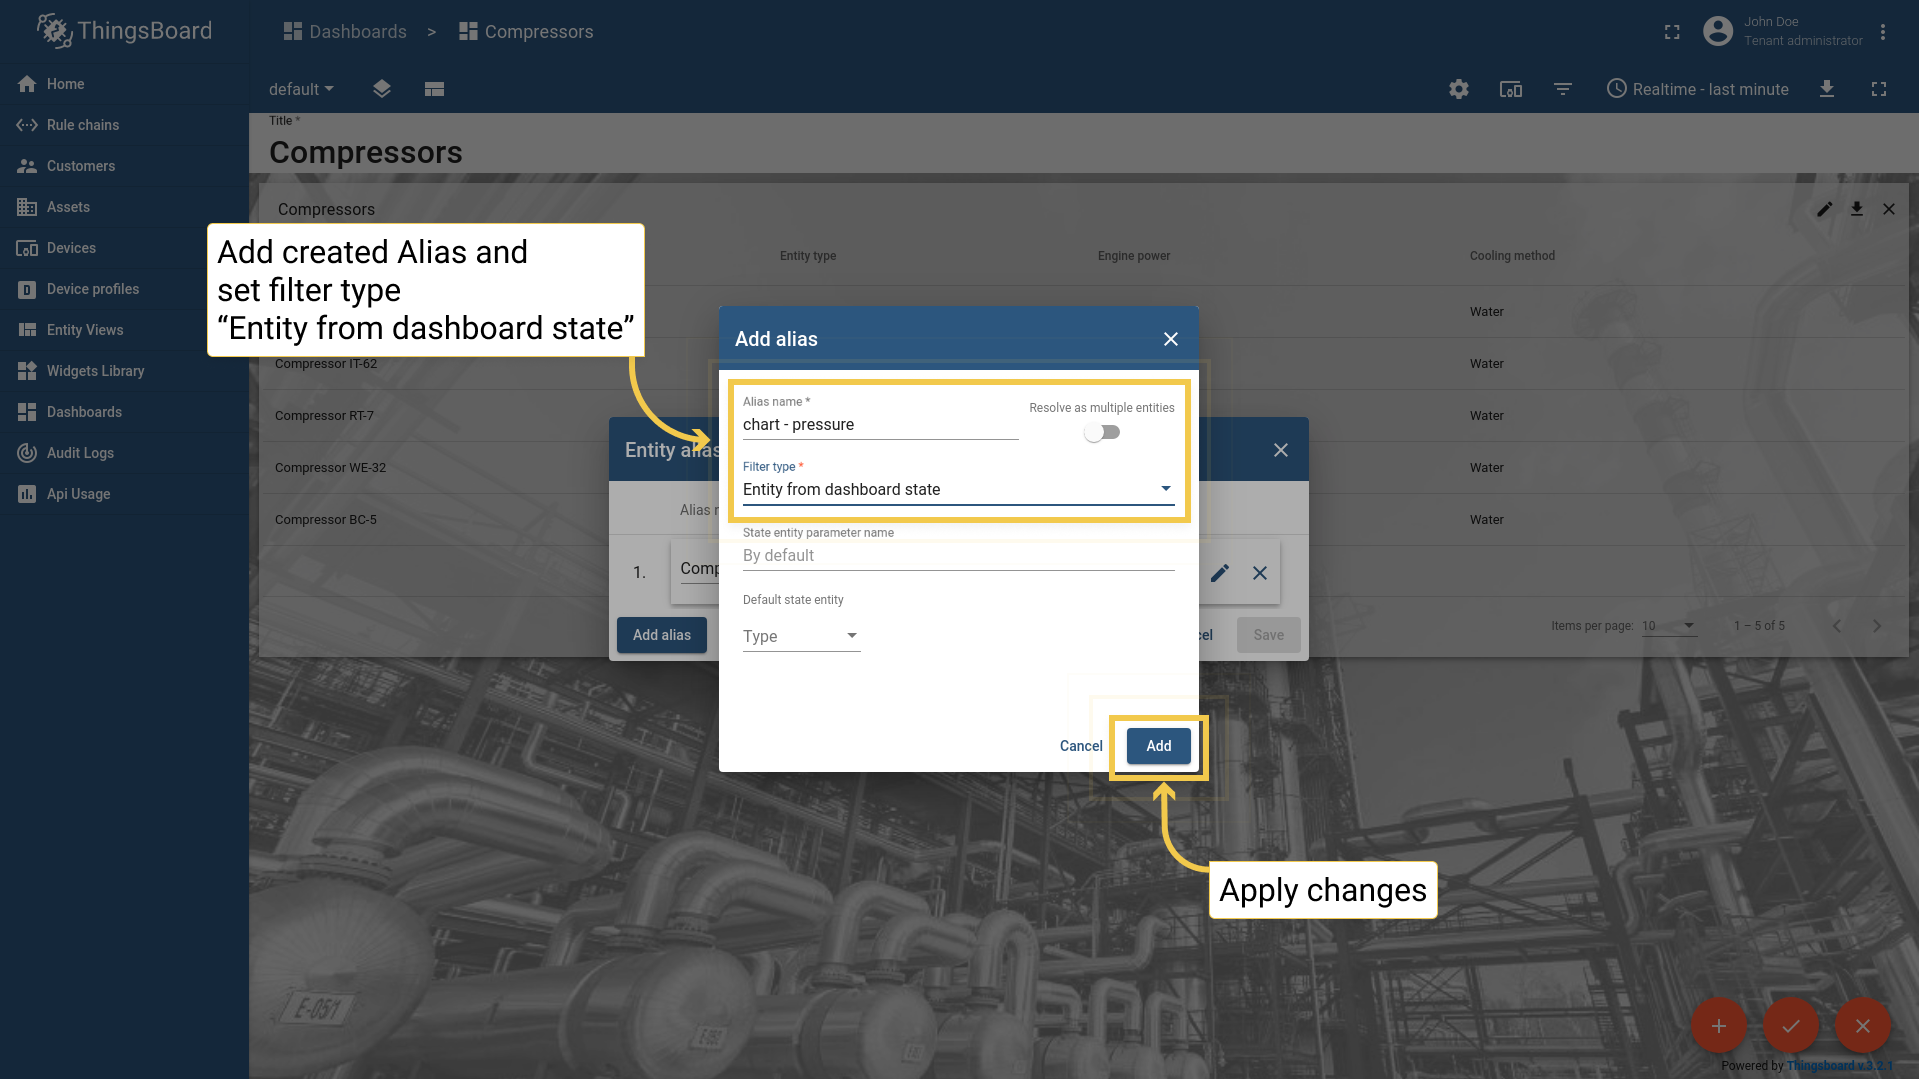 ThingsBoard
Dashboards > Compressors
John Doe
Tenant administrator
Home
Rule chains
Customers
Assets
Devices
Device profiles
Entity Views
Widgets Library
Dashboards
Audit Logs
Api Usage
default
Realtime - last minute
Title *
Compressors
Compressors
Entity type
Engine power
Cooling method
Water
Compressor IT-62
Water
Compressor RT-7
Water
Compressor WE-32
Water
Compressor BC-5
Water
Items per page: 10
1 – 5 of 5
Add created Alias and
set filter type
“Entity from dashboard state”
Entity alias
Alias n
1.
Comp
Add alias
cel
Save
Add alias
Alias name *
chart - pressure
Resolve as multiple entities
Filter type *
Entity from dashboard state
State entity parameter name
By default
Default state entity
Type
Cancel
Add
Apply changes
E-05/1
Powered by Thingsboard v.3.2.1